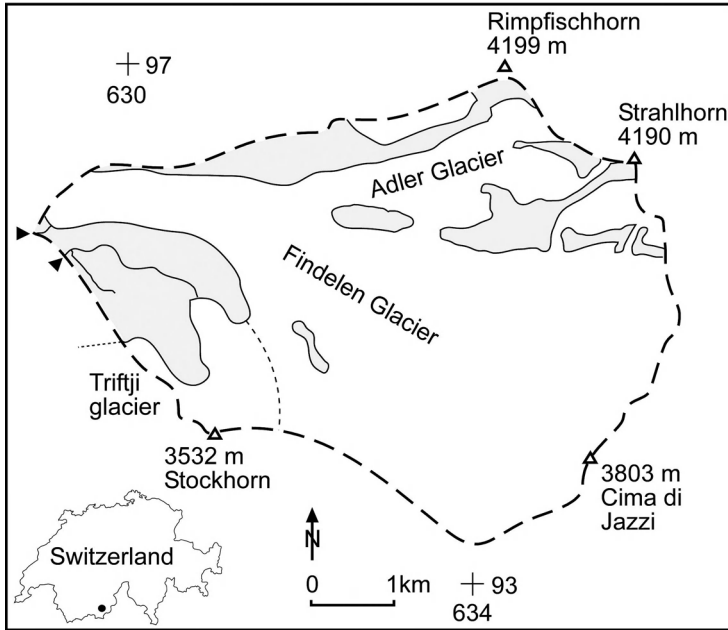 Rimpfischhorn
4199 m
97
630
Strahlhorn
4190 m
Adler Glacier
Findelen Glacier
Triftji
glacier
3532 m
Stockhorn
3803 m
Cima di
Jazzi
Switzerland
N
0 1km
93
634